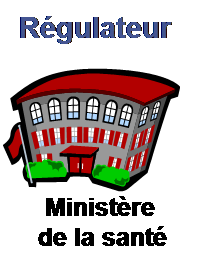 Régulateur
Ministère
de la santé